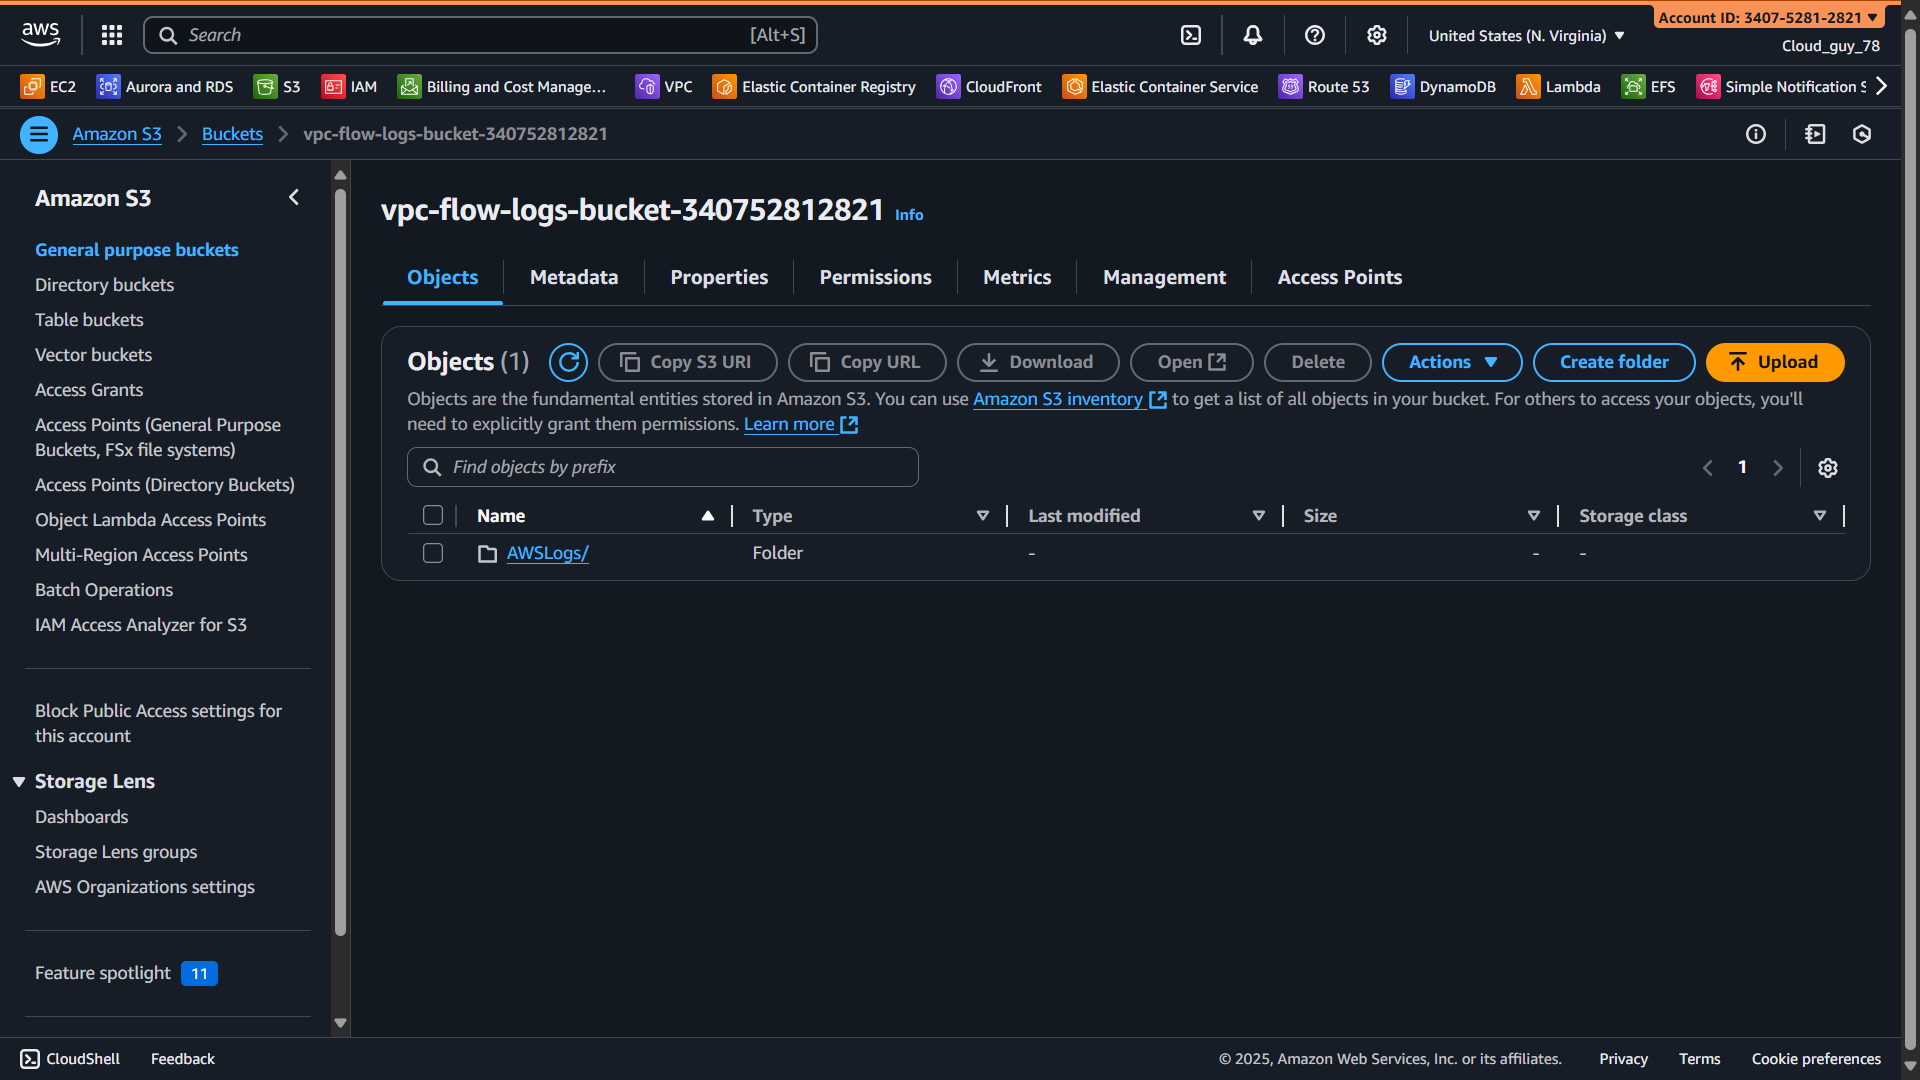 aws
Search [Alt+S]
United States (N. Virginia)
Account ID: 3407-5281-2821
Cloud_guy_78
EC2 Aurora and RDS S3 IAM Billing and Cost Manage... VPC Elastic Container Registry CloudFront Elastic Container Service Route 53 DynamoDB Lambda EFS Simple Notification S
Amazon S3 Buckets vpc-flow-logs-bucket-340752812821
Amazon S3
General purpose buckets
Directory buckets
Table buckets
Vector buckets
Access Grants
Access Points (General Purpose
Buckets, FSx file systems)
Access Points (Directory Buckets)
Object Lambda Access Points
Multi-Region Access Points
Batch Operations
IAM Access Analyzer for S3
Block Public Access settings for
this account
Storage Lens
Dashboards
Storage Lens groups
AWS Organizations settings
Feature spotlight 11
vpc-flow-logs-bucket-340752812821 Info
Objects Metadata Properties Permissions Metrics Management Access Points
Objects (1) Copy S3 URI Copy URL Download Open Delete Actions Create folder Upload
Objects are the fundamental entities stored in Amazon S3. You can use Amazon S3 inventory to get a list of all objects in your bucket. For others to access your objects, you'll
need to explicitly grant them permissions. Learn more
Find objects by prefix
1
Name Type Last modified Size Storage class
AWSLogs/ Folder - - -
CloudShell Feedback
© 2025, Amazon Web Services, Inc. or its affiliates. Privacy Terms Cookie preferences